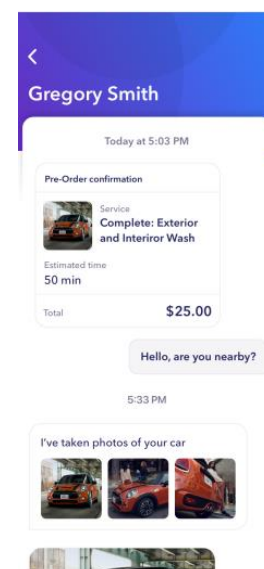 Gregory Smith
Today at 5:03 PM
Pre-Order confirmation
Service
Complete: Exterior
and Interiror Wash
Estimated time
50 min
Total
$25.00
Hello, are you nearby?
5:33 PM
I've taken photos of your car